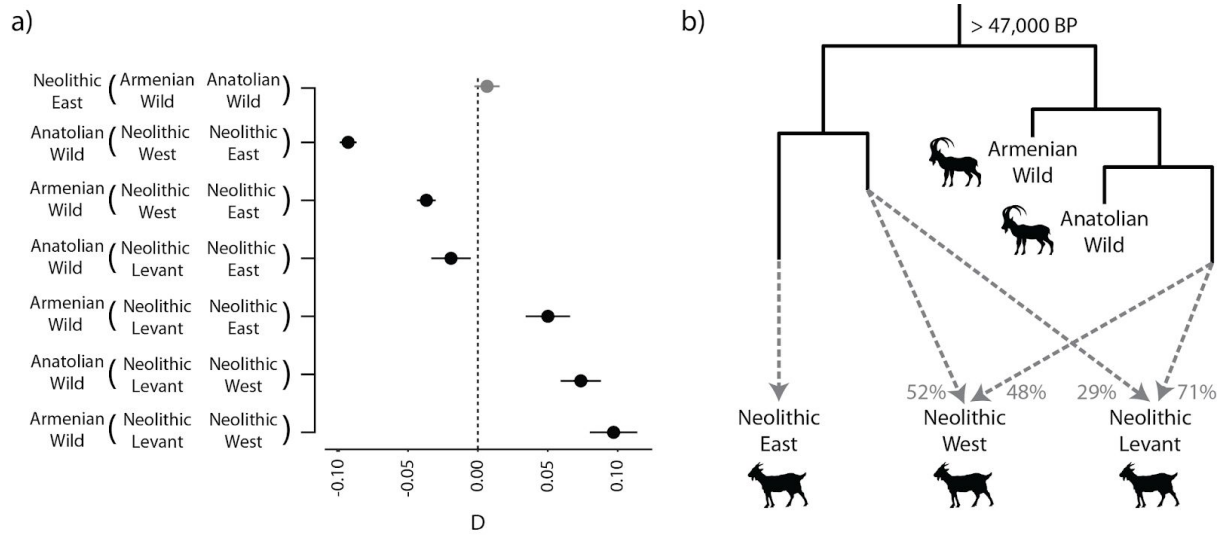 a)
Neolithic East ( Armenian Wild Anatolian Wild )
Anatolian Wild ( Neolithic West Neolithic East )
Armenian Wild ( Neolithic West Neolithic East )
Anatolian Wild ( Neolithic Levant Neolithic East )
Armenian Wild ( Neolithic Levant Neolithic East )
Anatolian Wild ( Neolithic Levant Neolithic West )
Armenian Wild ( Neolithic Levant Neolithic West )
-0.10 -0.05 0.00 0.05 0.10
D
b)
> 47,000 BP
Armenian
Wild
Anatolian
Wild
52% 48% 29% 71%
Neolithic East
Neolithic West
Neolithic Levant